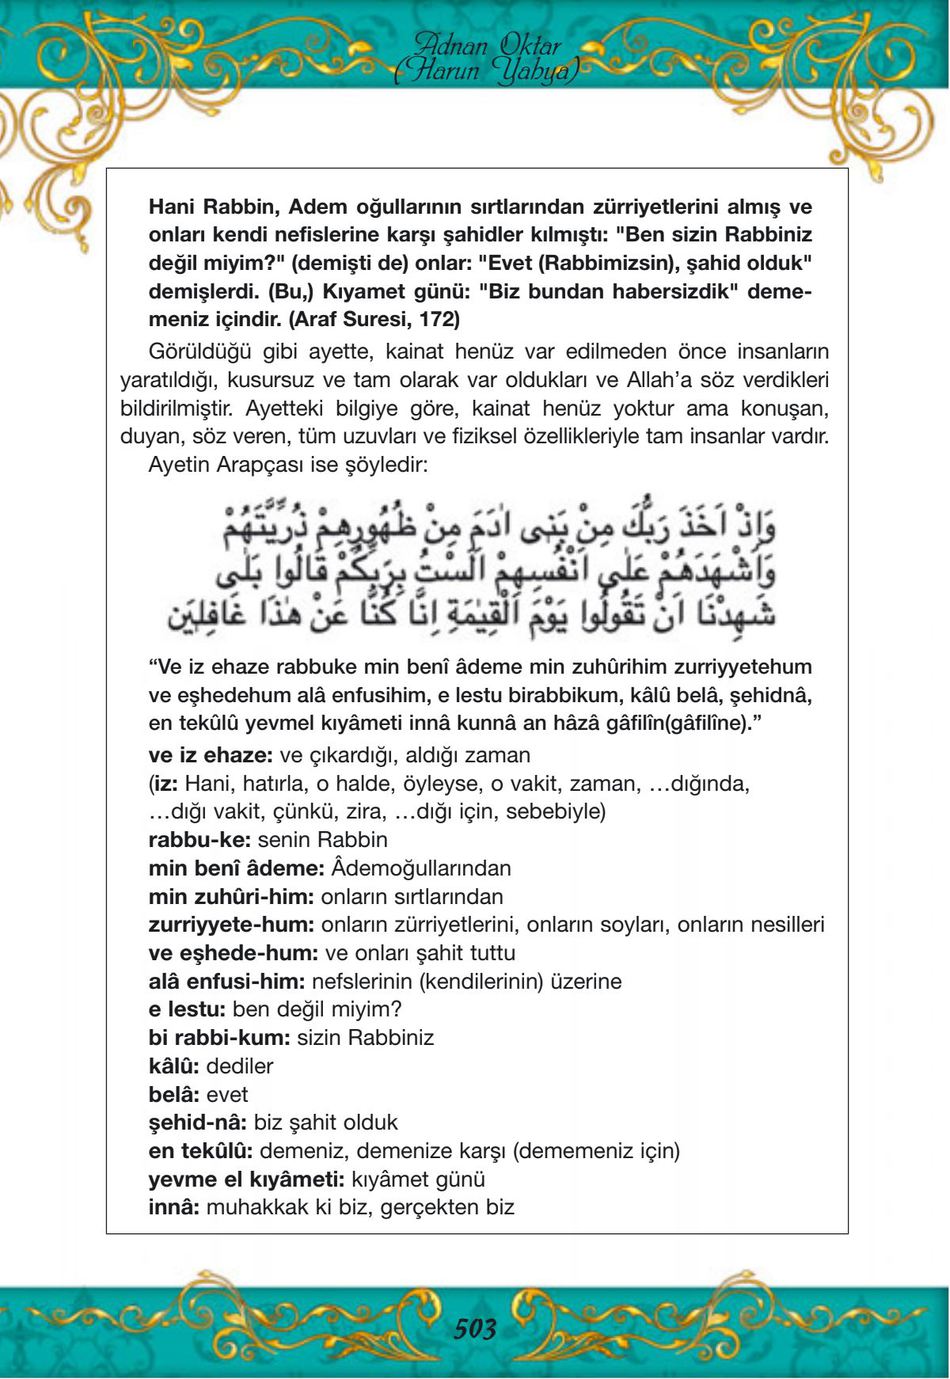 Adnan Oktar
(Harun Yahya)
Hani Rabbin, Adem oğullarının sırtlarından zürriyetlerini almış ve
onları kendi nefislerine karşı şahidler kılmıştı: "Ben sizin Rabbiniz
değil miyim?" (demişti de) onlar: "Evet (Rabbimizsin), şahid olduk"
demişlerdi. (Bu,) Kıyamet günü: "Biz bundan habersizdik" deme-
meniz içindir. (Araf Suresi, 172)
Görüldüğü gibi ayette, kainat henüz var edilmeden önce insanların
yaratıldığı, kusursuz ve tam olarak var oldukları ve Allah’a söz verdikleri
bildirilmiştir. Ayetteki bilgiye göre, kainat henüz yoktur ama konuşan,
duyan, söz veren, tüm uzuvları ve fiziksel özellikleriyle tam insanlar vardır.
Ayetin Arapçası ise şöyledir:
وَاِذْ اَخَذَ رَبُّكَ مِنْ بَنِى اٰدَمَ مِنْ ظُهُورِهِمْ ذُرِّيَّتَهُمْ
وَاَشْهَدَهُمْ عَلٰى اَنْفُسِهِمْ اَلَسْتُ بِرَبِّكُمْ قَالُوا بَلٰى
شَهِدْنَا اَنْ تَقُولُوا يَوْمَ الْقِيٰمَةِ اِنَّا كُنَّا عَنْ هٰذَا غَافِلِينَ
“Ve iz ehaze rabbuke min benî âdeme min zuhûrihim zurriyyetehum
ve eşhedehum alâ enfusihim, e lestu birabbikum, kâlû belâ, şehidnâ,
en tekûlû yevmel kıyâmeti innâ kunnâ an hâzâ gâfilîn(gâfilîne).”
ve iz ehaze: ve çıkardığı, aldığı zaman
(iz: Hani, hatırla, o halde, öyleyse, o vakit, zaman, …dığında,
…dığı vakit, çünkü, zira, …dığı için, sebebiyle)
rabbu-ke: senin Rabbin
min benî âdeme: Âdemoğullarından
min zuhûri-him: onların sırtlarından
zurriyyete-hum: onların zürriyetlerini, onların soyları, onların nesilleri
ve eşhede-hum: ve onları şahit tuttu
alâ enfusi-him: nefslerinin (kendilerinin) üzerine
e lestu: ben değil miyim?
bi rabbi-kum: sizin Rabbiniz
kâlû: dediler
belâ: evet
şehid-nâ: biz şahit olduk
en tekûlû: demeniz, demenize karşı (dememeniz için)
yevme el kıyâmeti: kıyâmet günü
innâ: muhakkak ki biz, gerçekten biz
503